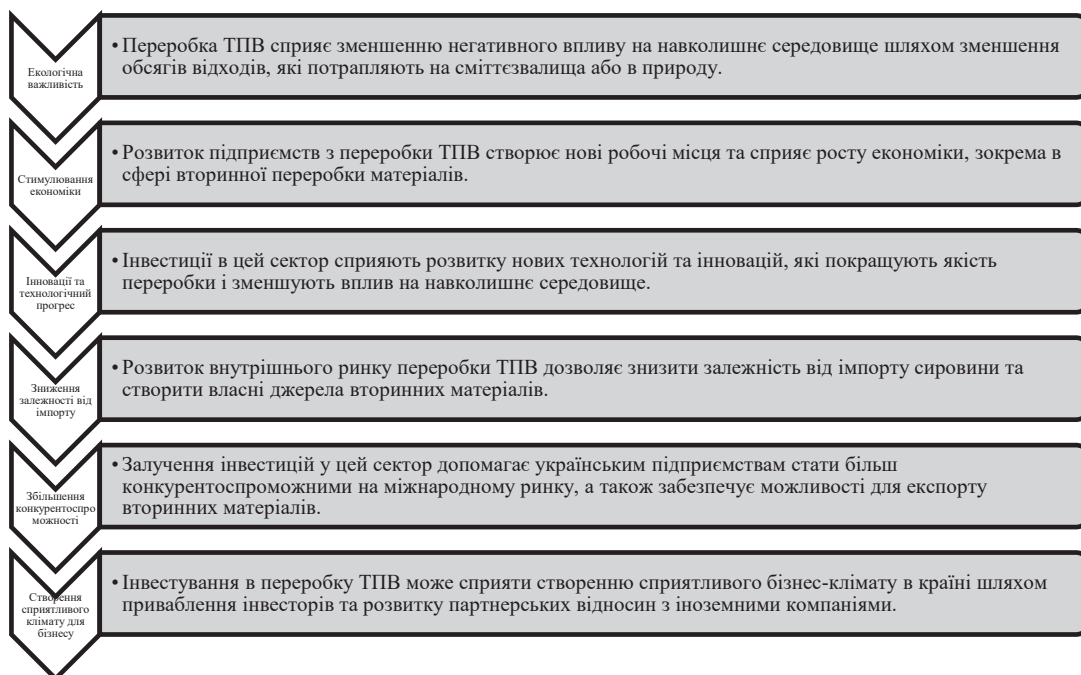 Екологічна
важливість
• Переробка ТПВ сприяє зменшенню негативного впливу на навколишнє середовище шляхом зменшення
обсягів відходів, які потрапляють на сміттєзвалища або в природу.
Стимулювання
економіки
• Розвиток підприємств з переробки ТПВ створює нові робочі місця та сприяє росту економіки, зокрема в
сфері вторинної переробки матеріалів.
Інновації та
технологічний
прогрес
• Інвестиції в цей сектор сприяють розвитку нових технологій та інновацій, які покращують якість
переробки і зменшують вплив на навколишнє середовище.
Зниження
залежності від
імпорту
• Розвиток внутрішнього ринку переробки ТПВ дозволяє знизити залежність від імпорту сировини та
створити власні джерела вторинних матеріалів.
Збільшення
конкурентоспро
можності
• Залучення інвестицій у цей сектор допомагає українським підприємствам стати більш
конкурентоспроможними на міжнародному ринку, а також забезпечує можливості для експорту
вторинних матеріалів.
Створення
сприятливого
клімату для
бізнесу
• Інвестування в переробку ТПВ може сприяти створенню сприятливого бізнес-клімату в країні шляхом
приваблення інвесторів та розвитку партнерських відносин з іноземними компаніями.